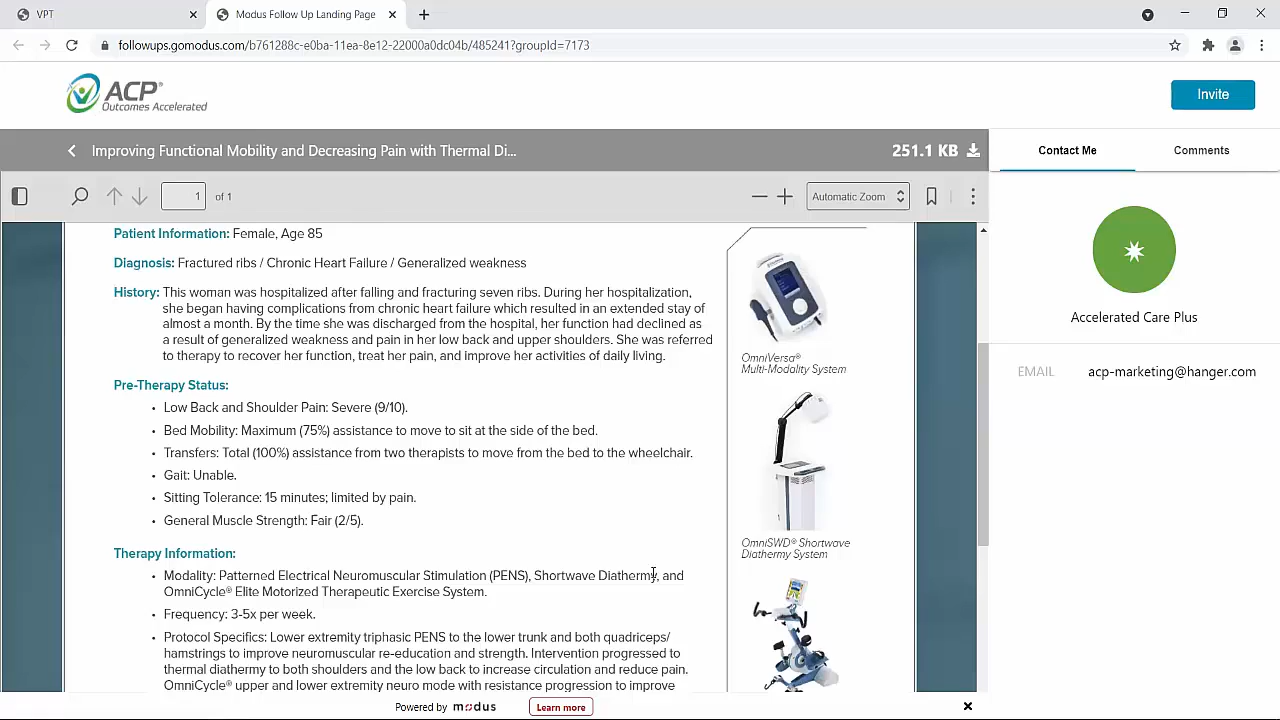 VPT
Modus Follow Up Landing Page
followups.gomodus.com/b761288c-e0ba-11ea-8e12-22000a0dc04b/485241?groupId=7173
ACP®
Outcomes Accelerated
Invite
Improving Functional Mobility and Decreasing Pain with Thermal Di...
251.1 KB
Contact Me
Comments
1
of 1
Automatic Zoom
Patient Information: Female, Age 85
Diagnosis: Fractured ribs / Chronic Heart Failure / Generalized weakness
History: This woman was hospitalized after falling and fracturing seven ribs. During her hospitalization,
she began having complications from chronic heart failure which resulted in an extended stay of
almost a month. By the time she was discharged from the hospital, her function had declined as
a result of generalized weakness and pain in her low back and upper shoulders. She was referred
to therapy to recover her function, treat her pain, and improve her activities of daily living.
Pre-Therapy Status:
• Low Back and Shoulder Pain: Severe (9/10).
• Bed Mobility: Maximum (75%) assistance to move to sit at the side of the bed.
• Transfers: Total (100%) assistance from two therapists to move from the bed to the wheelchair.
• Gait: Unable.
• Sitting Tolerance: 15 minutes; limited by pain.
• General Muscle Strength: Fair (2/5).
Therapy Information:
• Modality: Patterned Electrical Neuromuscular Stimulation (PENS), Shortwave Diathermy, and
OmniCycle® Elite Motorized Therapeutic Exercise System.
• Frequency: 3-5x per week.
• Protocol Specifics: Lower extremity triphasic PENS to the lower trunk and both quadriceps/
hamstrings to improve neuromuscular re-education and strength. Intervention progressed to
thermal diathermy to both shoulders and the low back to increase circulation and reduce pain.
OmniCycle® upper and lower extremity neuro mode with resistance progression to improve
OmniVersa®
Multi-Modality System
OmniSWD® Shortwave
Diathermy System
Accelerated Care Plus
EMAIL
acp-marketing@hanger.com
Powered by modus
Learn more